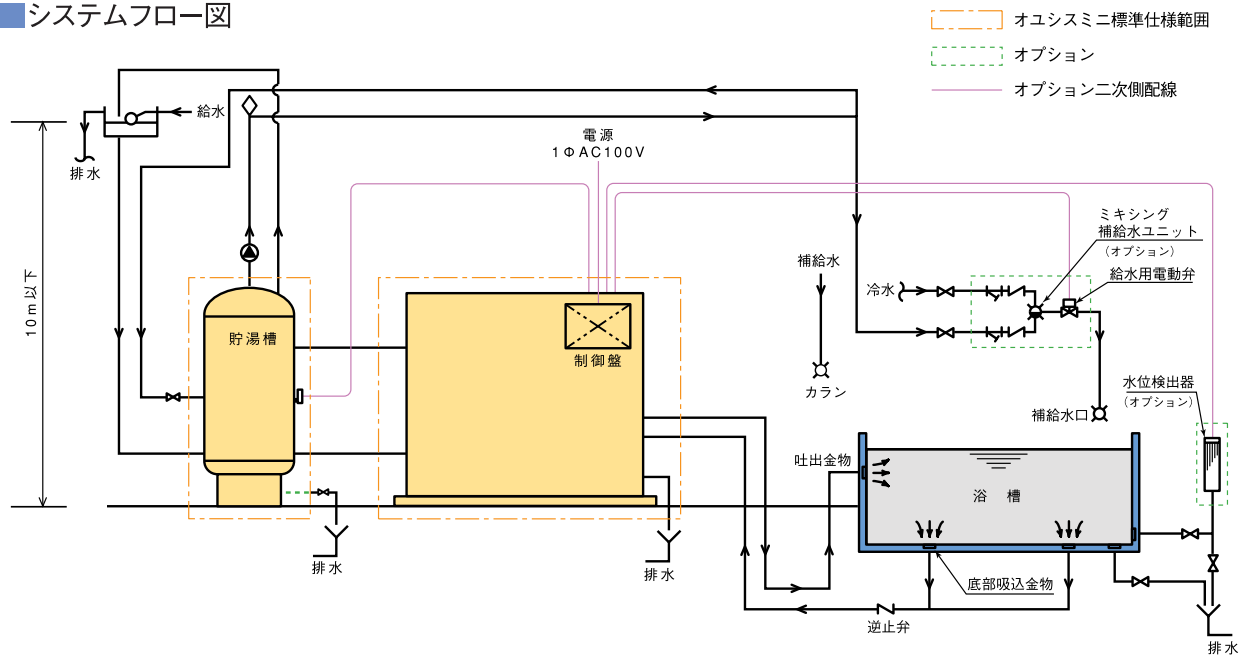 システムフロー図
オユシスミニ標準仕様範囲
オプション
オプション二次側配線
給水
排水
電源
1ΦAC100V
10m以下
ミキシング
補給水ユニット
（オプション）
給水用電動弁
補給水
冷水
カラン
貯湯槽
制御盤
水位検出器
（オプション）
補給水口
吐出金物
浴槽
底部吸込金物
逆止弁
排水
排水
排水